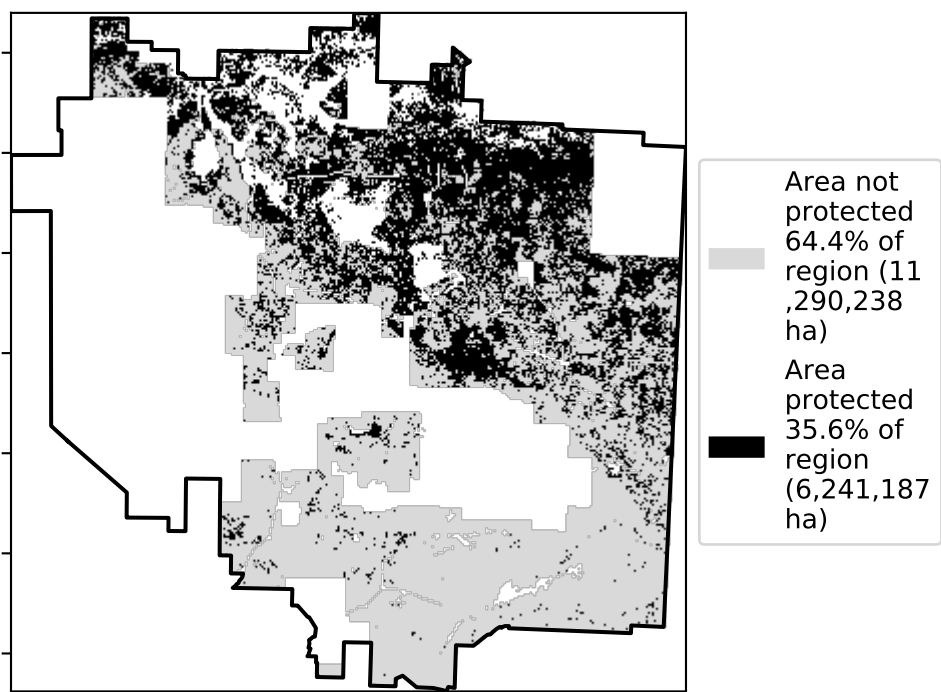 Area not
protected
64.4% of
region (11
,290,238
ha)
Area
protected
35.6% of
region
(6,241,187
ha)